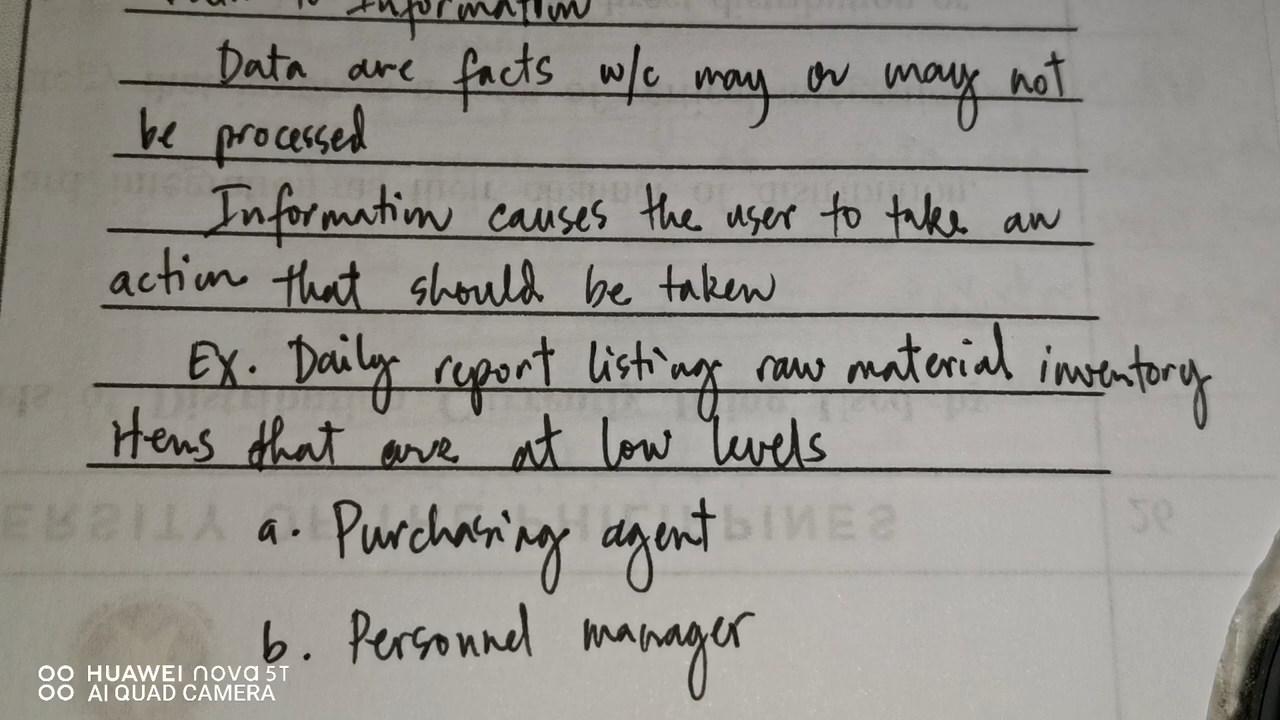 to Information
Data are facts w/c may or may not
be processed
Information causes the user to take an
action that should be taken
Ex. Daily report listing raw material inventory
items that are at low levels
a. Purchasing agent
b. Personnel manager
HUAWEI nova 5T
AI QUAD CAMERA